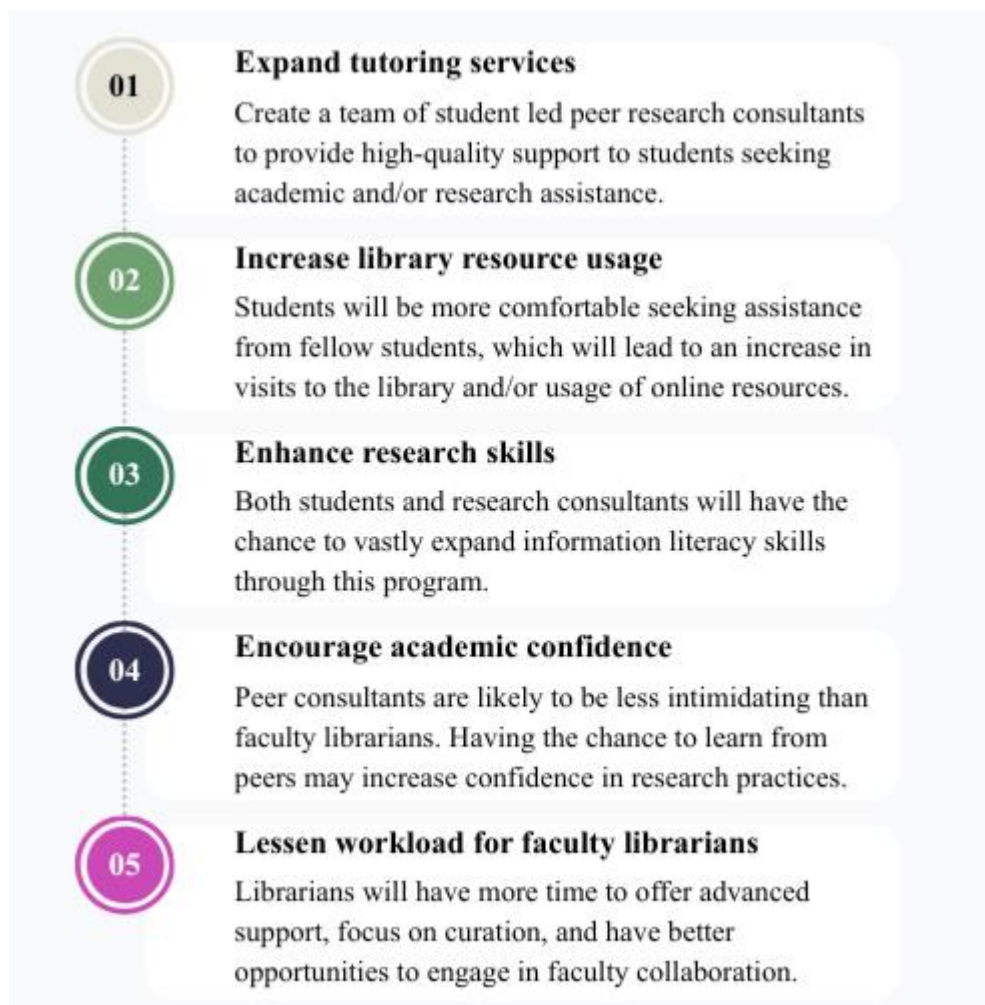 01
Expand tutoring services
Create a team of student led peer research consultants
to provide high-quality support to students seeking
academic and/or research assistance.
02
Increase library resource usage
Students will be more comfortable seeking assistance
from fellow students, which will lead to an increase in
visits to the library and/or usage of online resources.
03
Enhance research skills
Both students and research consultants will have the
chance to vastly expand information literacy skills
through this program.
04
Encourage academic confidence
Peer consultants are likely to be less intimidating than
faculty librarians. Having the chance to learn from
peers may increase confidence in research practices.
05
Lessen workload for faculty librarians
Librarians will have more time to offer advanced
support, focus on curation, and have better
opportunities to engage in faculty collaboration.